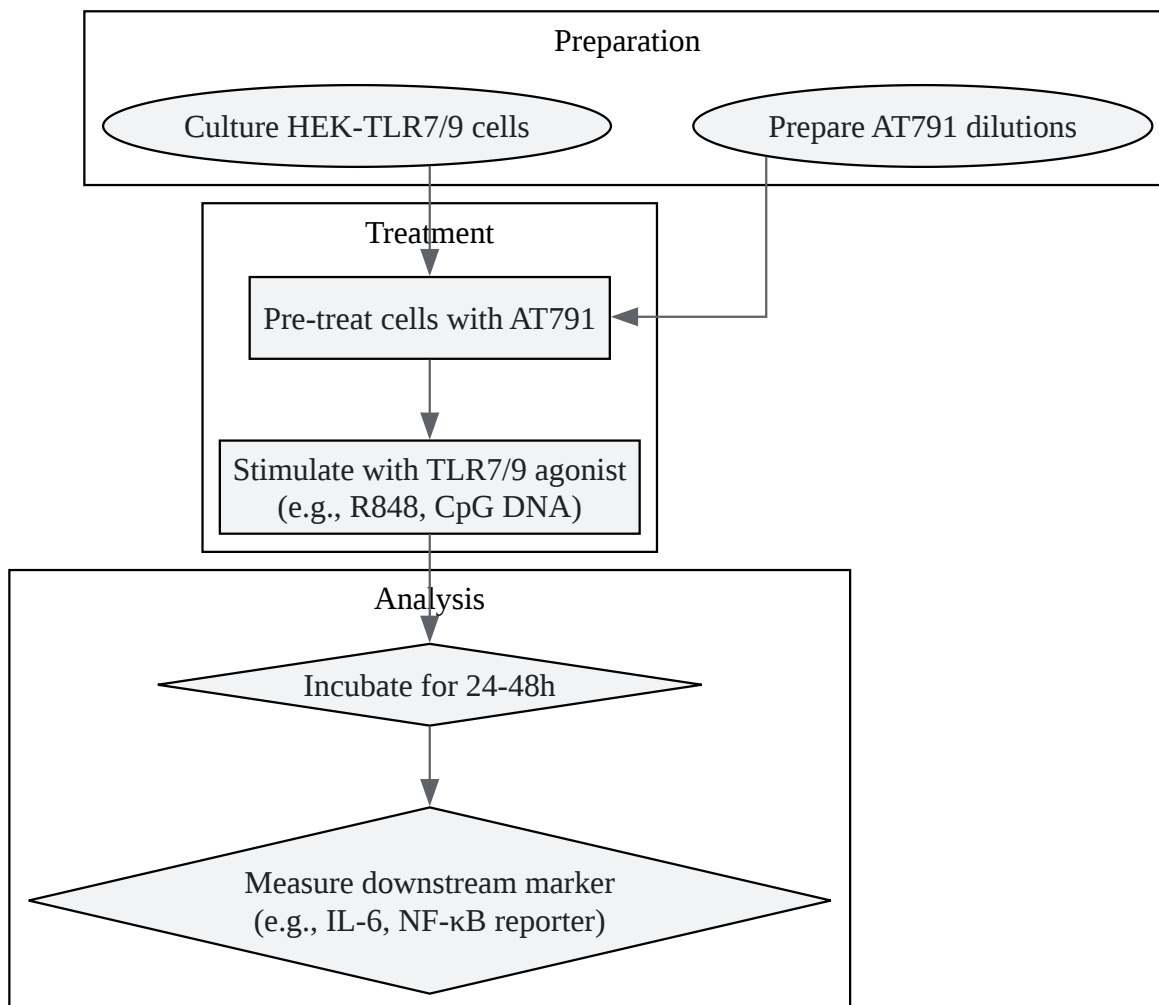 Preparation
Culture HEK-TLR7/9 cells
Prepare AT791 dilutions
Treatment
Pre-treat cells with AT791
Stimulate with TLR7/9 agonist
(e.g., R848, CpG DNA)
Analysis
Incubate for 24-48h
Measure downstream marker
(e.g., IL-6, NF-κB reporter)